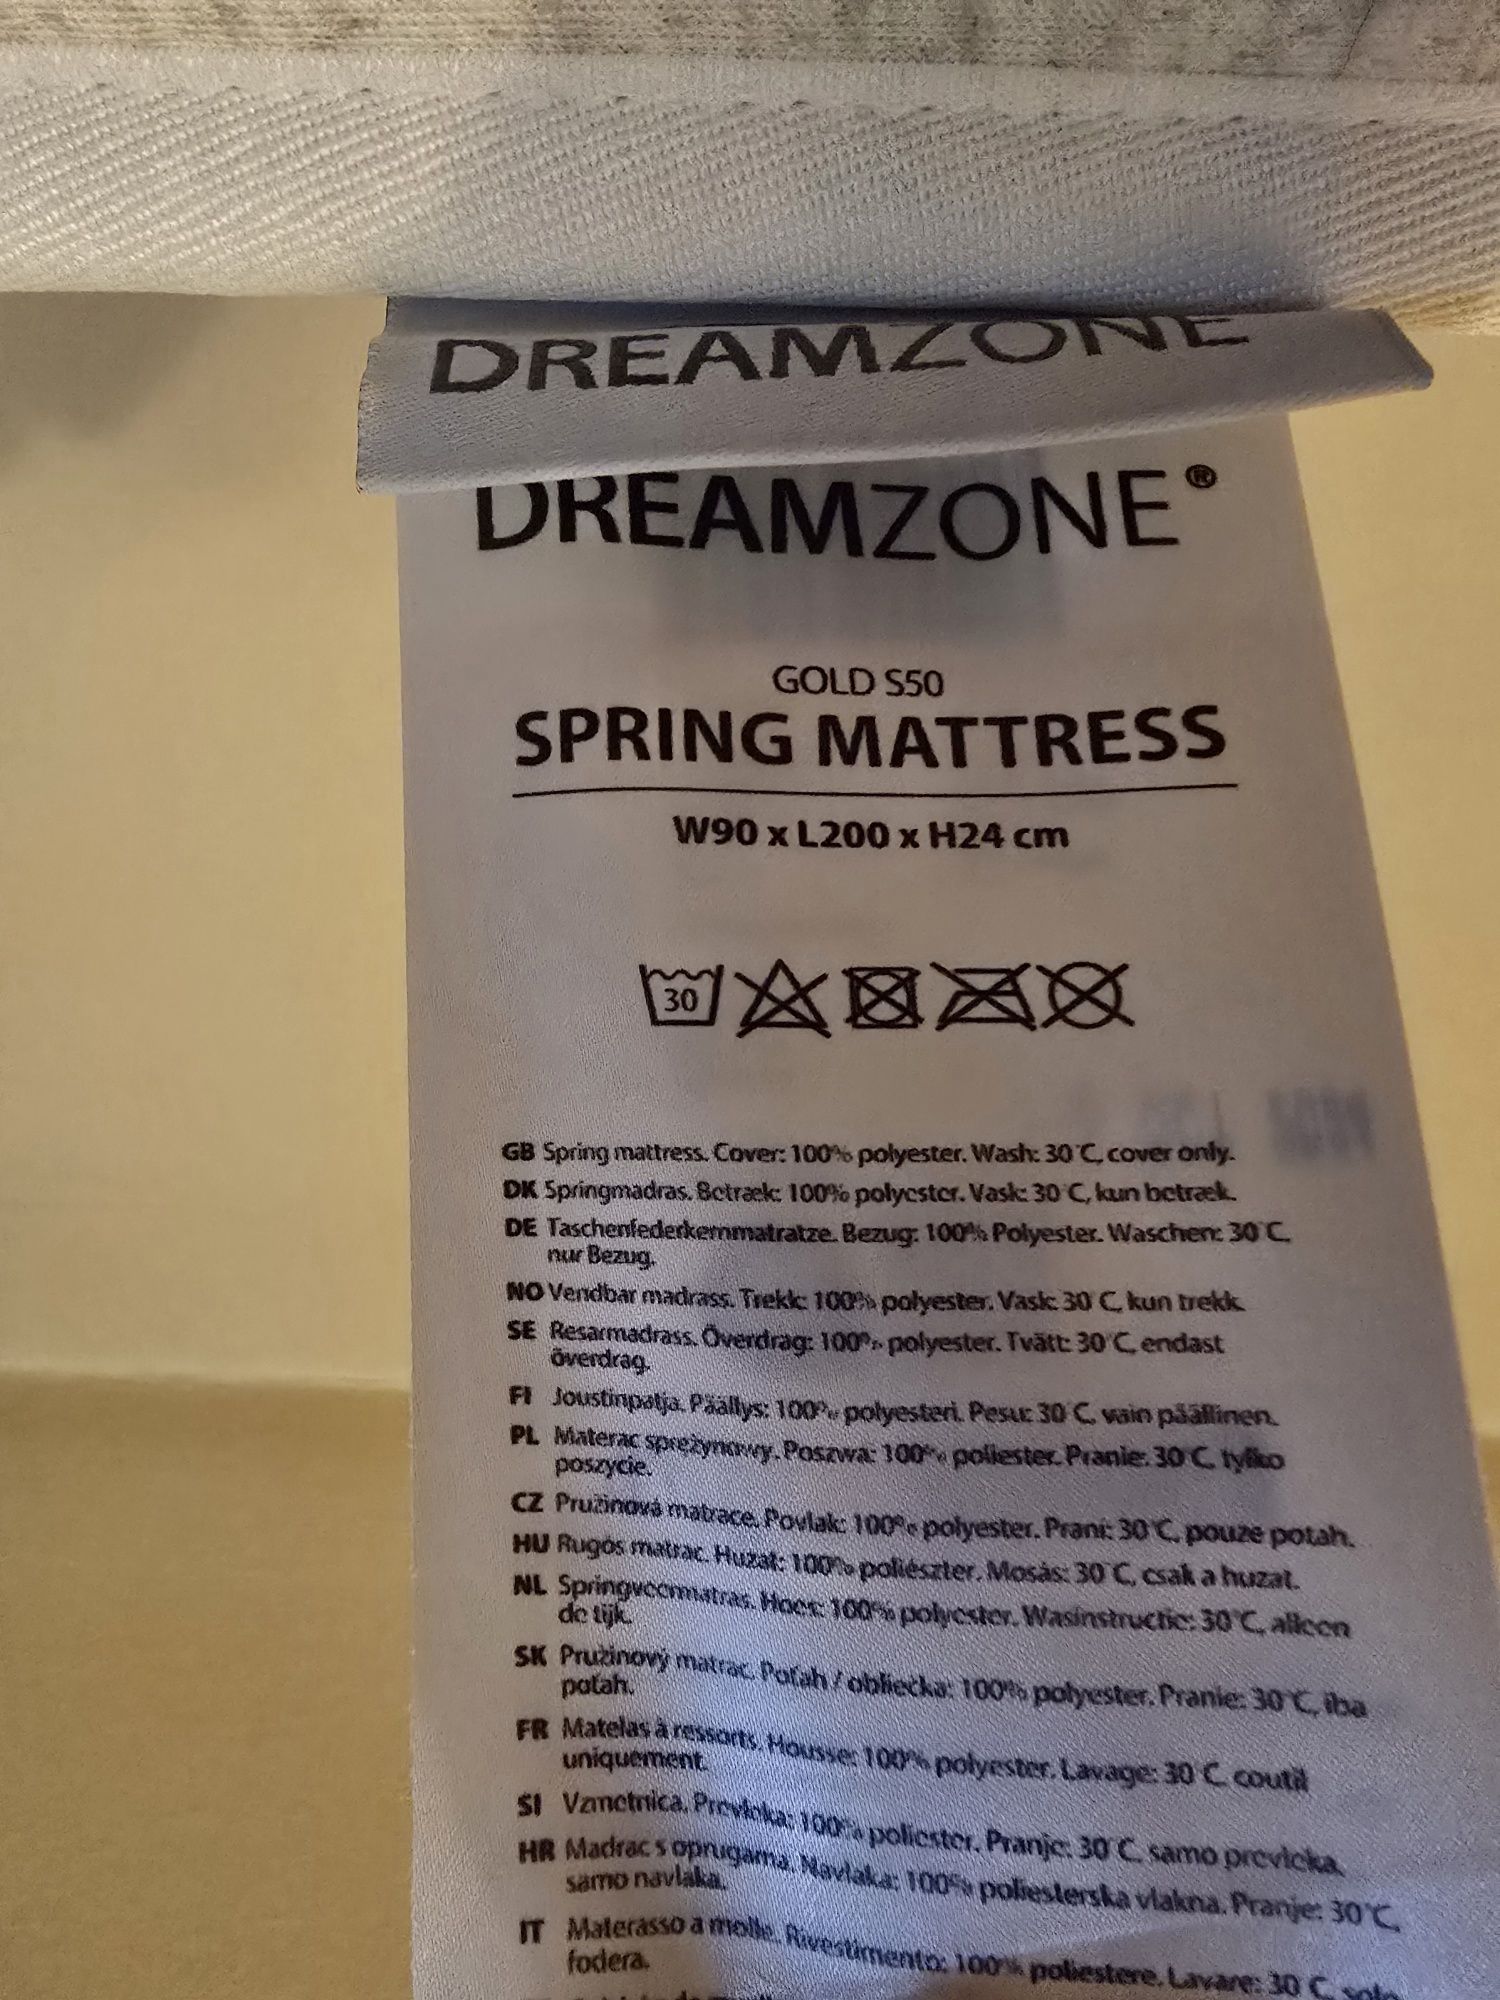 DREAMZONE
DREAMZONE®
GOLD S50
SPRING MATTRESS
W90 x L200 x H24 cm
30
GB Spring mattress. Cover: 100% polyester. Wash: 30°C, cover only.
DK Springmadras. Betræk: 100% polyester. Vask: 30°C, kun betræk.
DE Taschenfederkernmatratze. Bezug: 100% Polyester. Waschen: 30°C,
nur Bezug.
NO Vendbar madrass. Trekk: 100% polyester. Vask: 30°C, kun trekk.
SE Resårmadrass. Överdrag: 100% polyester. Tvätt: 30°C, endast
överdrag.
FI Joustinpatja. Päällys: 100% polyesteri. Pesu: 30°C, vain päällinen.
PL Materac sprężynowy. Poszwa: 100% poliester. Pranie: 30°C, tylko
poszycie.
CZ Pružinová matrace. Povlak: 100% polyester. Praní: 30°C, pouze potah.
HU Rugós matrac. Huzat: 100% poliészter. Mosás: 30°C, csak a huzat.
NL Springveermatras. Hoes: 100% polyester. Wasinstructie: 30°C, alleen
de tijk.
SK Pružinový matrac. Poťah / obliečka: 100% polyester. Pranie: 30°C, iba
poťah.
FR Matelas à ressorts. Housse: 100% polyester. Lavage: 30°C, coutil
uniquement.
SI Vzmetnica. Prevleka: 100% poliester. Pranje: 30°C, samo prevleka.
HR Madrac s oprugama. Navlaka: 100% poliesterska vlakna. Pranje: 30°C,
samo navlaka.
IT Materasso a molle. Rivestimento: 100% poliestere. Lavare: 30°C, solo
fodera.